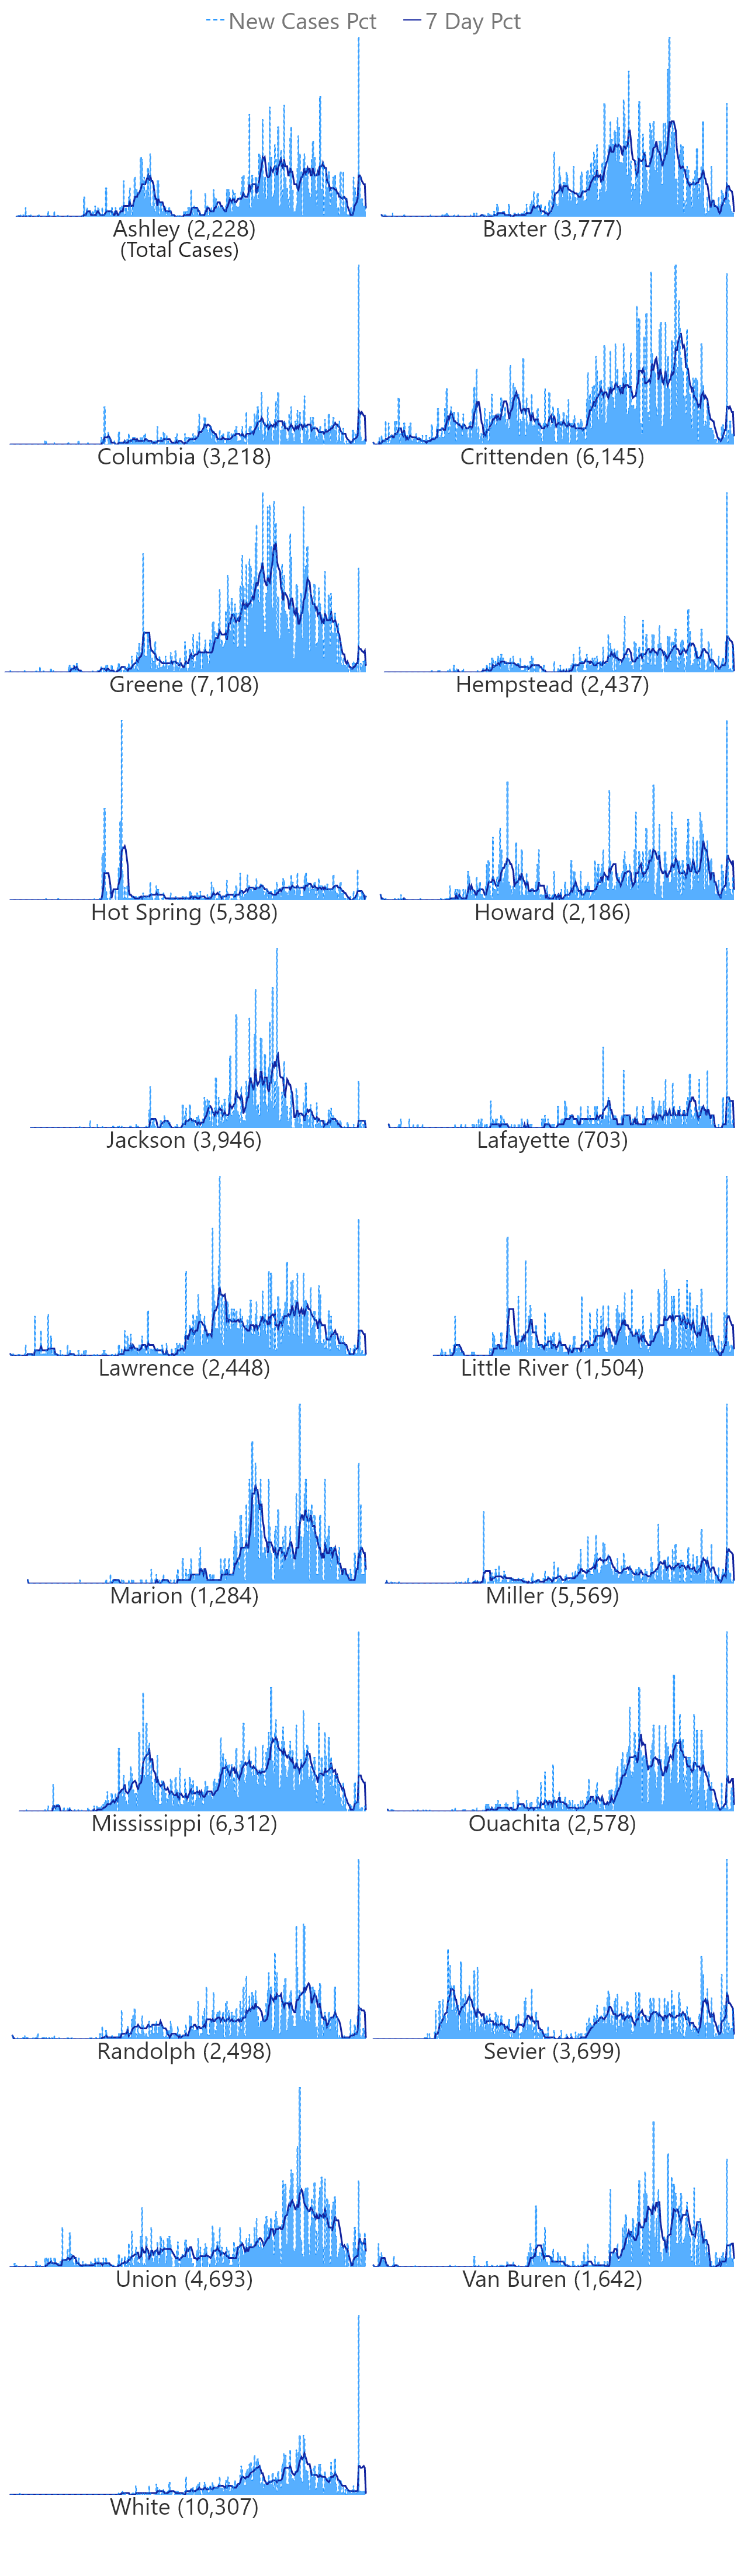 New Cases Pct 7 Day Pct
Ashley (2,228) Baxter (3,777)
(Total Cases)
Columbia (3,218) Crittenden (6,145)
Greene (7,108) Hempstead (2,437)
Hot Spring (5,388) Howard (2,186)
Jackson (3,946) Lafayette (703)
Lawrence (2,448) Little River (1,504)
Marion (1,284) Miller (5,569)
Mississippi (6,312) Ouachita (2,578)
Randolph (2,498) Sevier (3,699)
Union (4,693) Van Buren (1,642)
White (10,307)